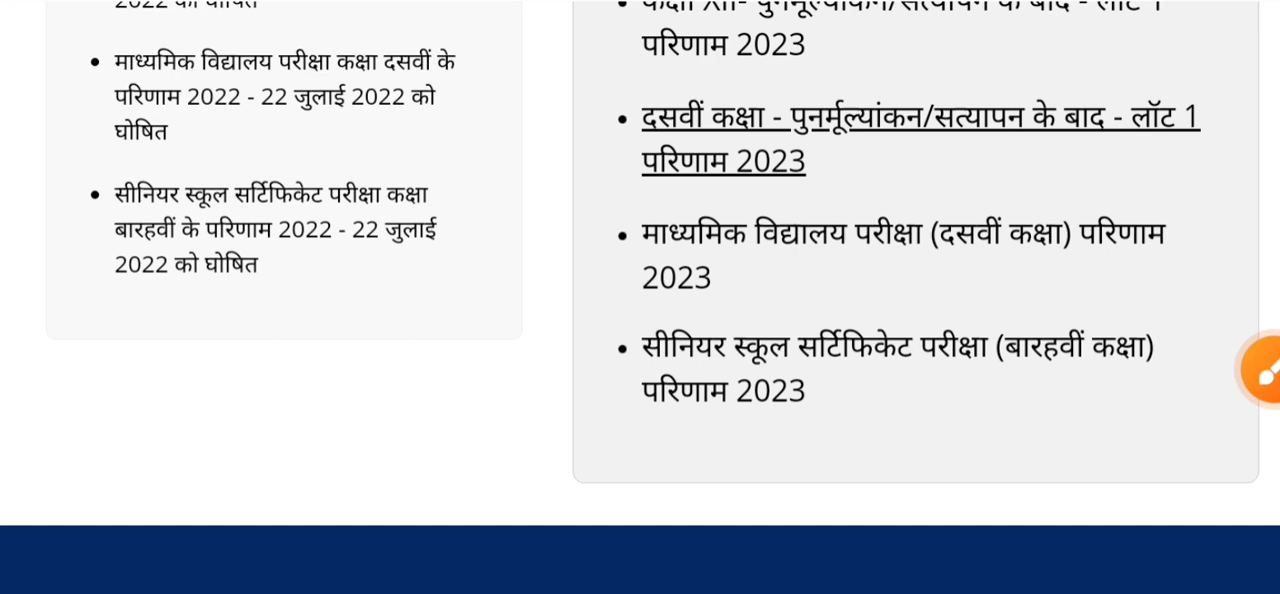 माध्यमिक विद्यालय परीक्षा कक्षा दसवीं के
परिणाम 2022 - 22 जुलाई 2022 को
घोषित
सीनियर स्कूल सर्टिफिकेट परीक्षा कक्षा
बारहवीं के परिणाम 2022 - 22 जुलाई
2022 को घोषित
परिणाम 2023
दसवीं कक्षा - पुनर्मूल्यांकन/सत्यापन के बाद - लॉट 1
परिणाम 2023
माध्यमिक विद्यालय परीक्षा (दसवीं कक्षा) परिणाम
2023
सीनियर स्कूल सर्टिफिकेट परीक्षा (बारहवीं कक्षा)
परिणाम 2023